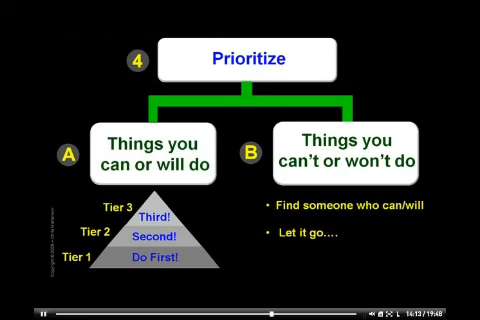 4
Prioritize
A
Things you
can or will do
B
Things you
can't or won't do
Tier 3
Third!
Tier 2
Second!
Tier 1
Do First!
• Find someone who can/will
• Let it go....
14:13 / 19:48